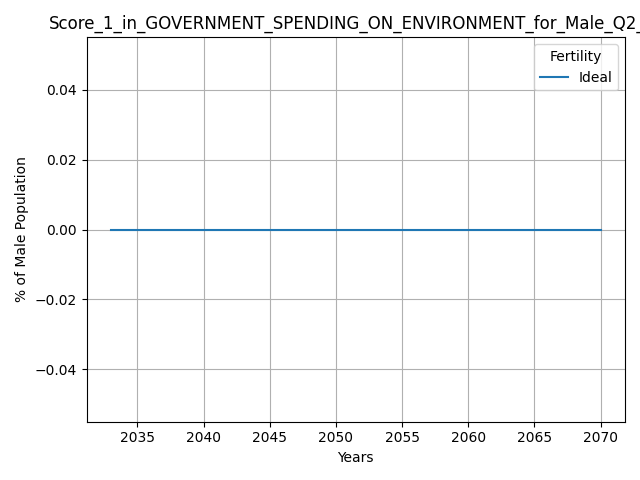 Score_1_in_GOVERNMENT_SPENDING_ON_ENVIRONMENT_for_Male_Q2_
Fertility
Ideal
0.04
0.02
0.00
−0.02
−0.04
% of Male Population
2035 2040 2045 2050 2055 2060 2065 2070
Years